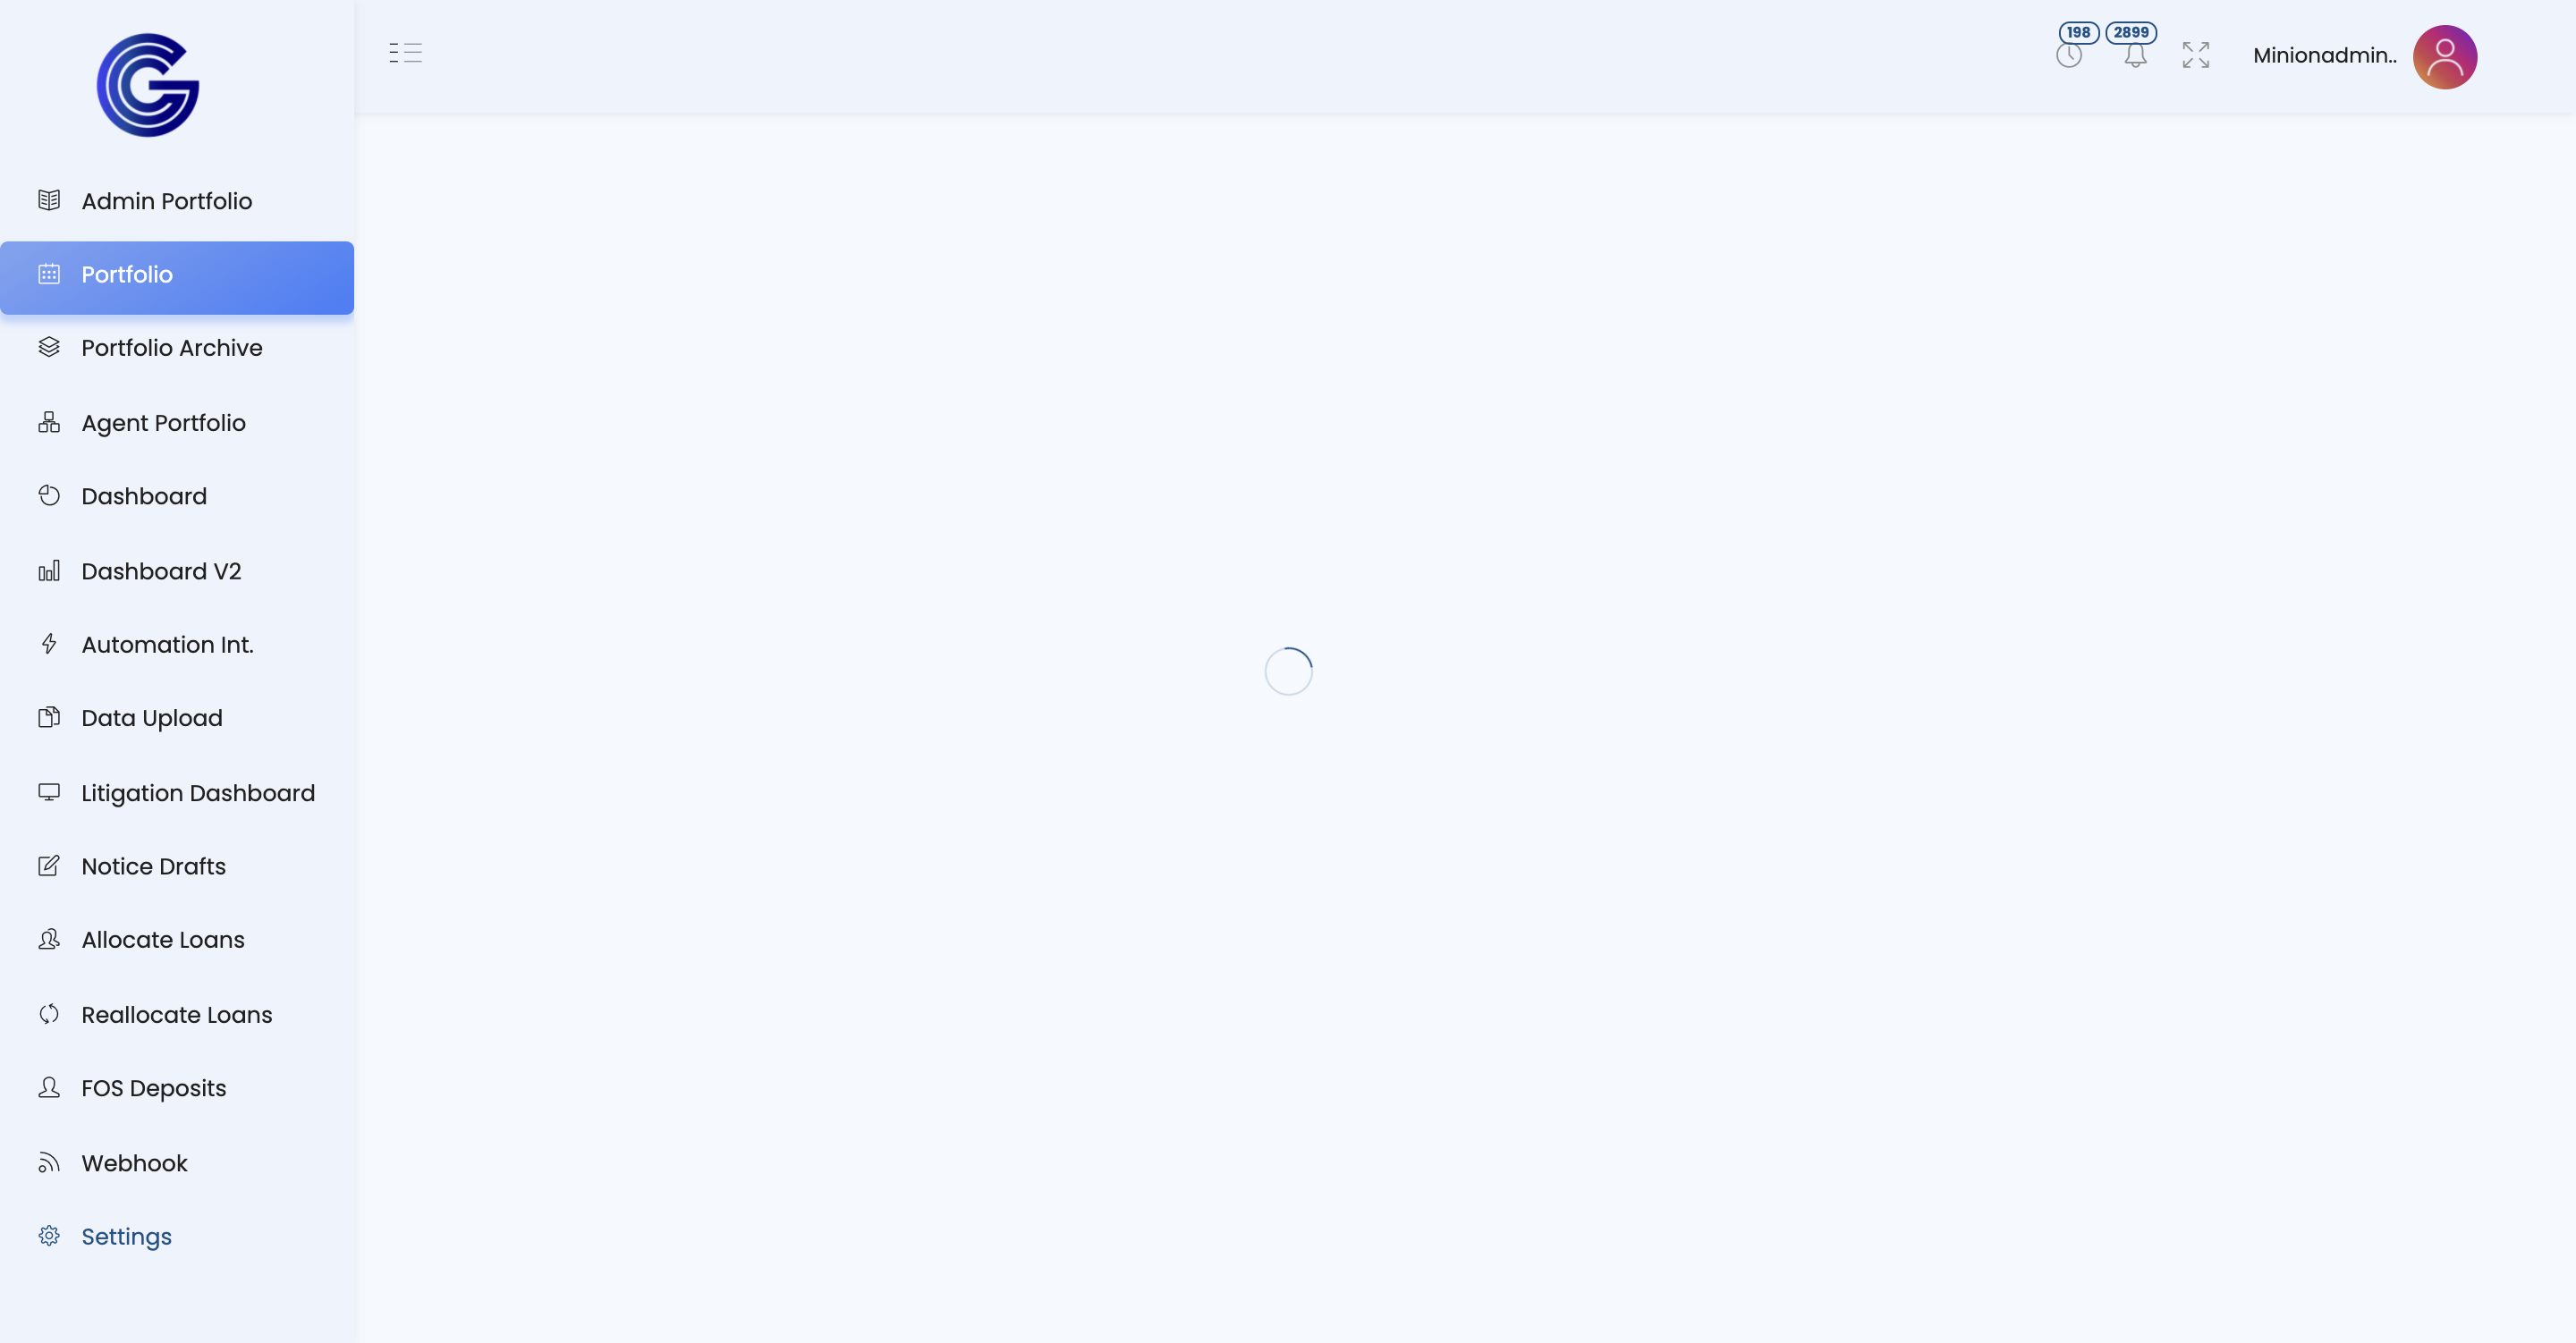 198 2899
Minionadmin..
Admin Portfolio
Portfolio
Portfolio Archive
Agent Portfolio
Dashboard
Dashboard V2
Automation Int.
Data Upload
Litigation Dashboard
Notice Drafts
Allocate Loans
Reallocate Loans
FOS Deposits
Webhook
Settings